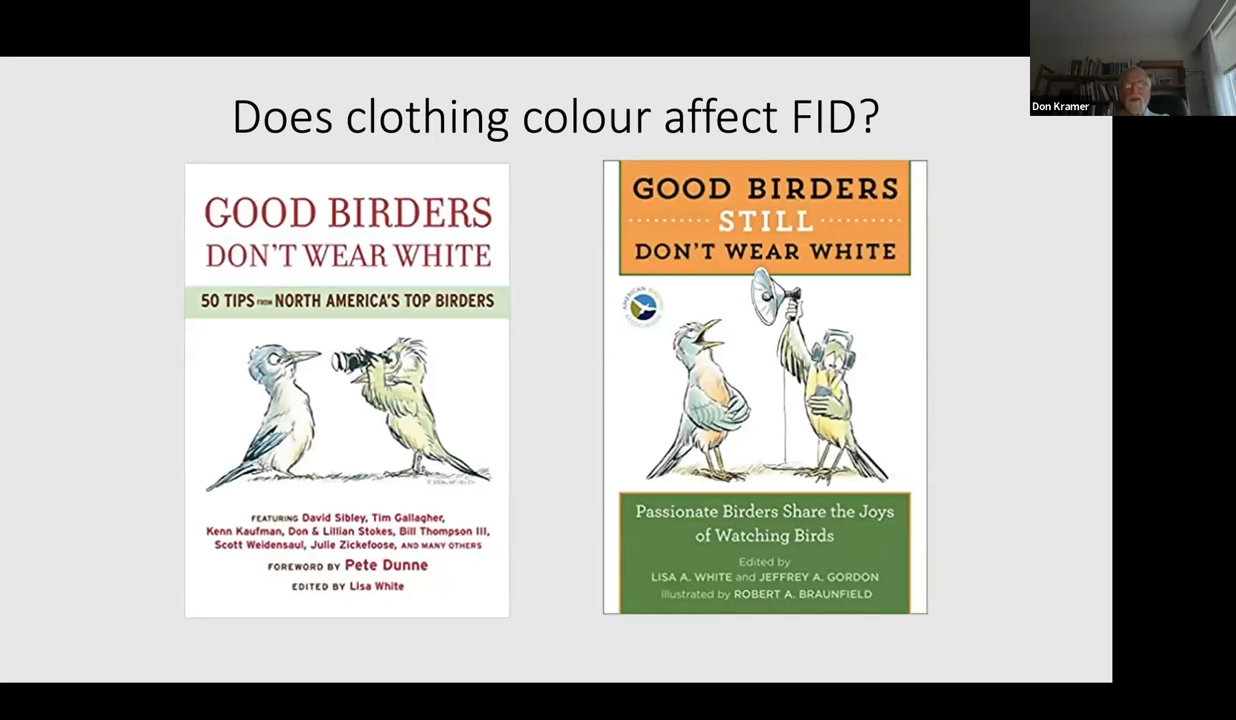 Does clothing colour affect FID?
GOOD BIRDERS
DON'T WEAR WHITE
50 TIPS FROM NORTH AMERICA'S TOP BIRDERS
FEATURING David Sibley, Tim Gallagher,
Kenn Kaufman, Don & Lillian Stokes, Bill Thompson III,
Scott Weidensaul, Julie Zickefoose, AND MANY OTHERS
FOREWORD BY Pete Dunne
EDITED BY Lisa White
GOOD BIRDERS
STILL
DON'T WEAR WHITE
Passionate Birders Share the Joys
of Watching Birds
Edited by
LISA A. WHITE and JEFFREY A. GORDON
Illustrated by ROBERT A. BRAUNFIELD
Don Kramer